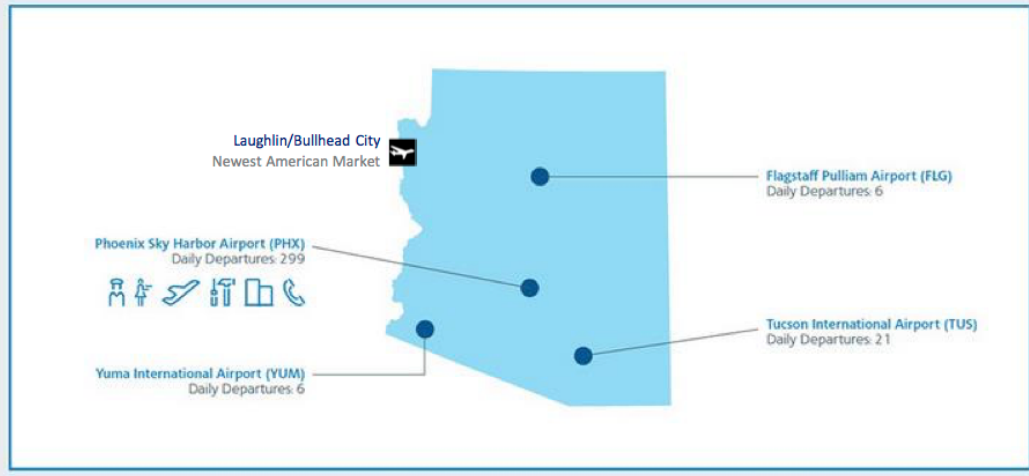 Laughlin/Bullhead City
Newest American Market
Flagstaff Pulliam Airport (FLG)
Daily Departures: 6
Phoenix Sky Harbor Airport (PHX)
Daily Departures: 299
Tucson International Airport (TUS)
Daily Departures: 21
Yuma International Airport (YUM)
Daily Departures: 6